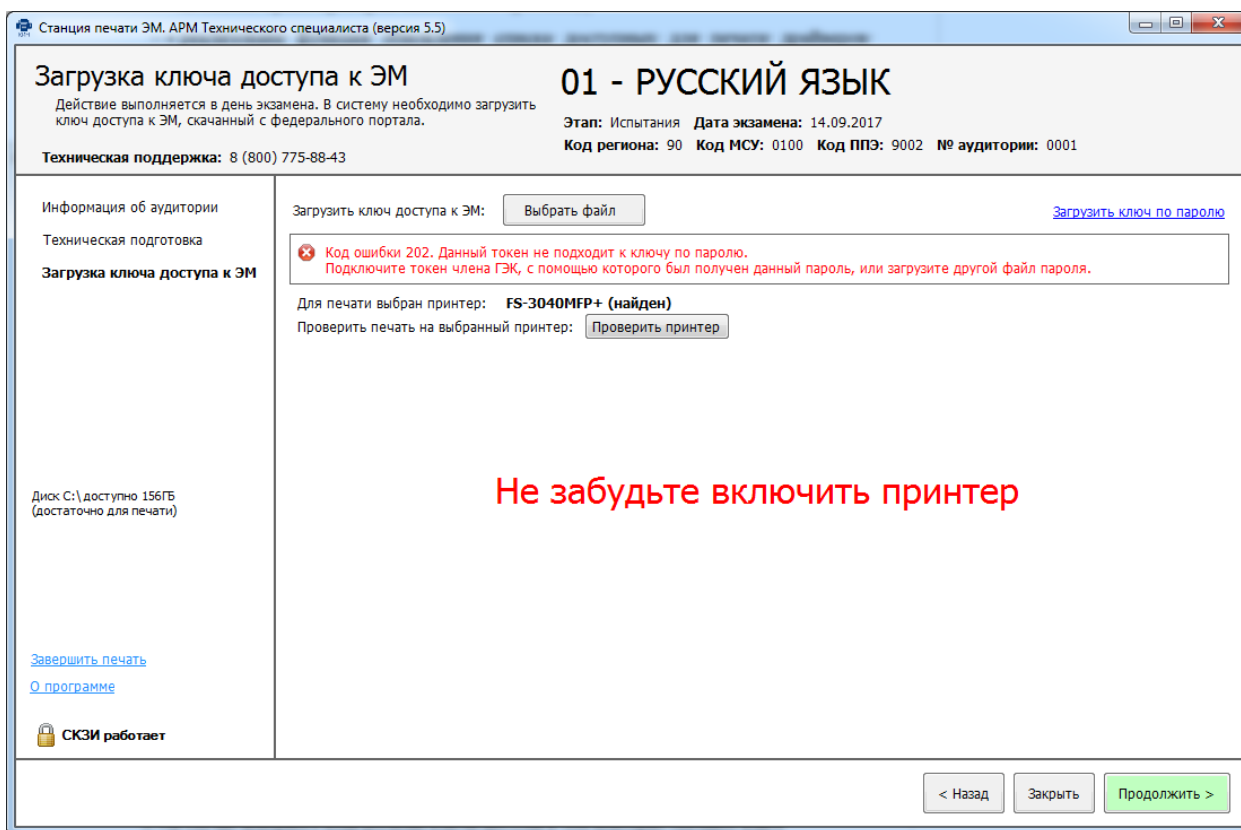 Станция печати ЭМ. АРМ Технического специалиста (версия 5.5)
Загрузка ключа доступа к ЭМ
Действие выполняется в день экзамена. В систему необходимо загрузить
ключ доступа к ЭМ, скачанный с федерального портала.
Техническая поддержка: 8 (800) 775-88-43
01 - РУССКИЙ ЯЗЫК
Этап: Испытания Дата экзамена: 14.09.2017
Код региона: 90 Код МСУ: 0100 Код ППЭ: 9002 № аудитории: 0001
Информация об аудитории
Техническая подготовка
Загрузка ключа доступа к ЭМ
Диск C:\ доступно 156ГБ
(достаточно для печати)
Завершить печать
О программе
СКЗИ работает
Загрузить ключ доступа к ЭМ: Выбрать файл Загрузить ключ по паролю
Код ошибки 202. Данный токен не подходит к ключу по паролю.
Подключите токен члена ГЭК, с помощью которого был получен данный пароль, или загрузите другой файл пароля.
Для печати выбран принтер: FS-3040MFP+ (найден)
Проверить печать на выбранный принтер: Проверить принтер
Не забудьте включить принтер
< Назад Закрыть Продолжить >